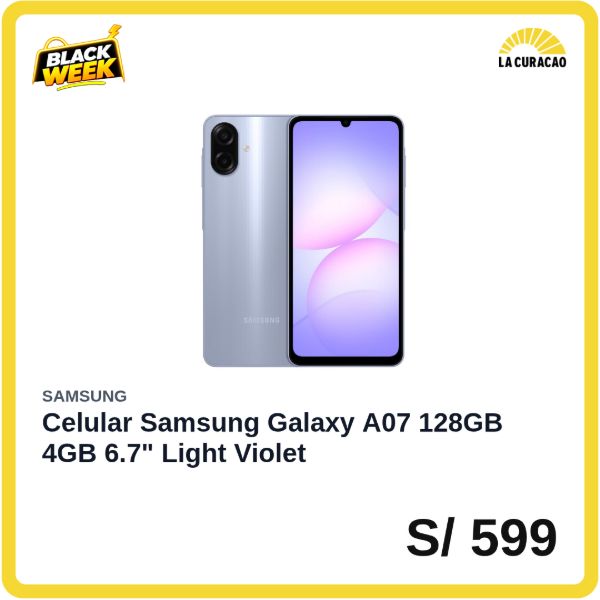 BLACK
WEEK
LA CURACAO
SAMSUNG
SAMSUNG
Celular Samsung Galaxy A07 128GB
4GB 6.7" Light Violet
S/ 599